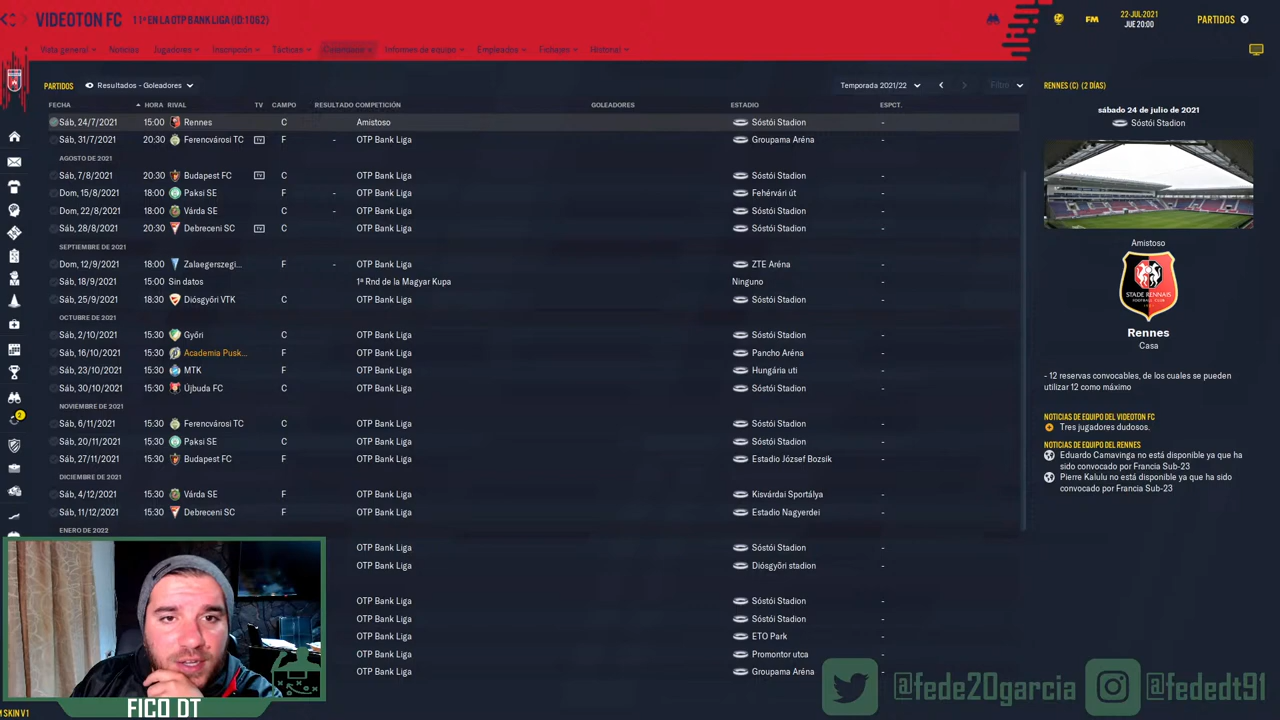 VIDEOTON FC 11ª EN LA OTP BANK LIGA (ID:1062) FM 22-JUL-2021 JUE 20:00 PARTIDOS
Vista general Noticias Jugadores Inscripción Tácticas Calendario Informes de equipo Empleados Fichajes Historial
PARTIDOS Resultados - Goleadores Temporada 2021/22 Filtro
FECHA HORA RIVAL TV CAMPO RESULTADO COMPETICIÓN GOLEADORES ESTADIO ESPCT.
Sáb, 24/7/2021 15:00 Rennes C Amistoso Sóstói Stadion -
Sáb, 31/7/2021 20:30 Ferencvárosi TC TV F - OTP Bank Liga Groupama Aréna -
AGOSTO DE 2021
Sáb, 7/8/2021 20:30 Budapest FC TV C OTP Bank Liga Sóstói Stadion -
Dom, 15/8/2021 18:00 Paksi SE F - OTP Bank Liga Fehérvári út -
Dom, 22/8/2021 18:00 Várda SE C - OTP Bank Liga Sóstói Stadion -
Sáb, 28/8/2021 20:30 Debreceni SC TV C OTP Bank Liga Sóstói Stadion -
SEPTIEMBRE DE 2021
Dom, 12/9/2021 18:00 Zalaegerszegi... F - OTP Bank Liga ZTE Aréna -
Sáb, 18/9/2021 15:00 Sin datos 1ª Rnd de la Magyar Kupa Ninguno -
Sáb, 25/9/2021 18:30 Diósgyőri VTK C OTP Bank Liga Sóstói Stadion -
OCTUBRE DE 2021
Sáb, 2/10/2021 15:30 Győri C OTP Bank Liga Sóstói Stadion -
Sáb, 16/10/2021 15:30 Academia Pusk... F OTP Bank Liga Pancho Aréna -
Sáb, 23/10/2021 15:30 MTK F OTP Bank Liga Hungária uti -
Sáb, 30/10/2021 15:30 Újbuda FC C OTP Bank Liga Sóstói Stadion -
NOVIEMBRE DE 2021
Sáb, 6/11/2021 15:30 Ferencvárosi TC C OTP Bank Liga Sóstói Stadion -
Sáb, 20/11/2021 15:30 Paksi SE C OTP Bank Liga Sóstói Stadion -
Sáb, 27/11/2021 15:30 Budapest FC F OTP Bank Liga Estadio József Bozsik -
DICIEMBRE DE 2021
Sáb, 4/12/2021 15:30 Várda SE F OTP Bank Liga Kisvárdai Sportálya -
Sáb, 11/12/2021 15:30 Debreceni SC F OTP Bank Liga Estadio Nagyerdei -
ENERO DE 2022
OTP Bank Liga Sóstói Stadion -
OTP Bank Liga Diósgyőri stadion -
OTP Bank Liga Sóstói Stadion -
OTP Bank Liga Sóstói Stadion -
OTP Bank Liga ETO Park -
OTP Bank Liga Promontor utca -
OTP Bank Liga Groupama Aréna -
RENNES (C) (2 DÍAS)
sábado 24 de julio de 2021
Sóstói Stadion
Amistoso
STADE RENNAIS
FOOTBALL CLUB
Rennes
Casa
- 12 reservas convocables, de los cuales se pueden
utilizar 12 como máximo
NOTICIAS DE EQUIPO DEL VIDEOTON FC
Tres jugadores dudosos.
NOTICIAS DE EQUIPO DEL RENNES
Eduardo Camavinga no está disponible ya que ha
sido convocado por Francia Sub-23
Pierre Kalulu no está disponible ya que ha sido
convocado por Francia Sub-23
2
FICO DT
M SKIN V1
@fede20garcia @fededt91